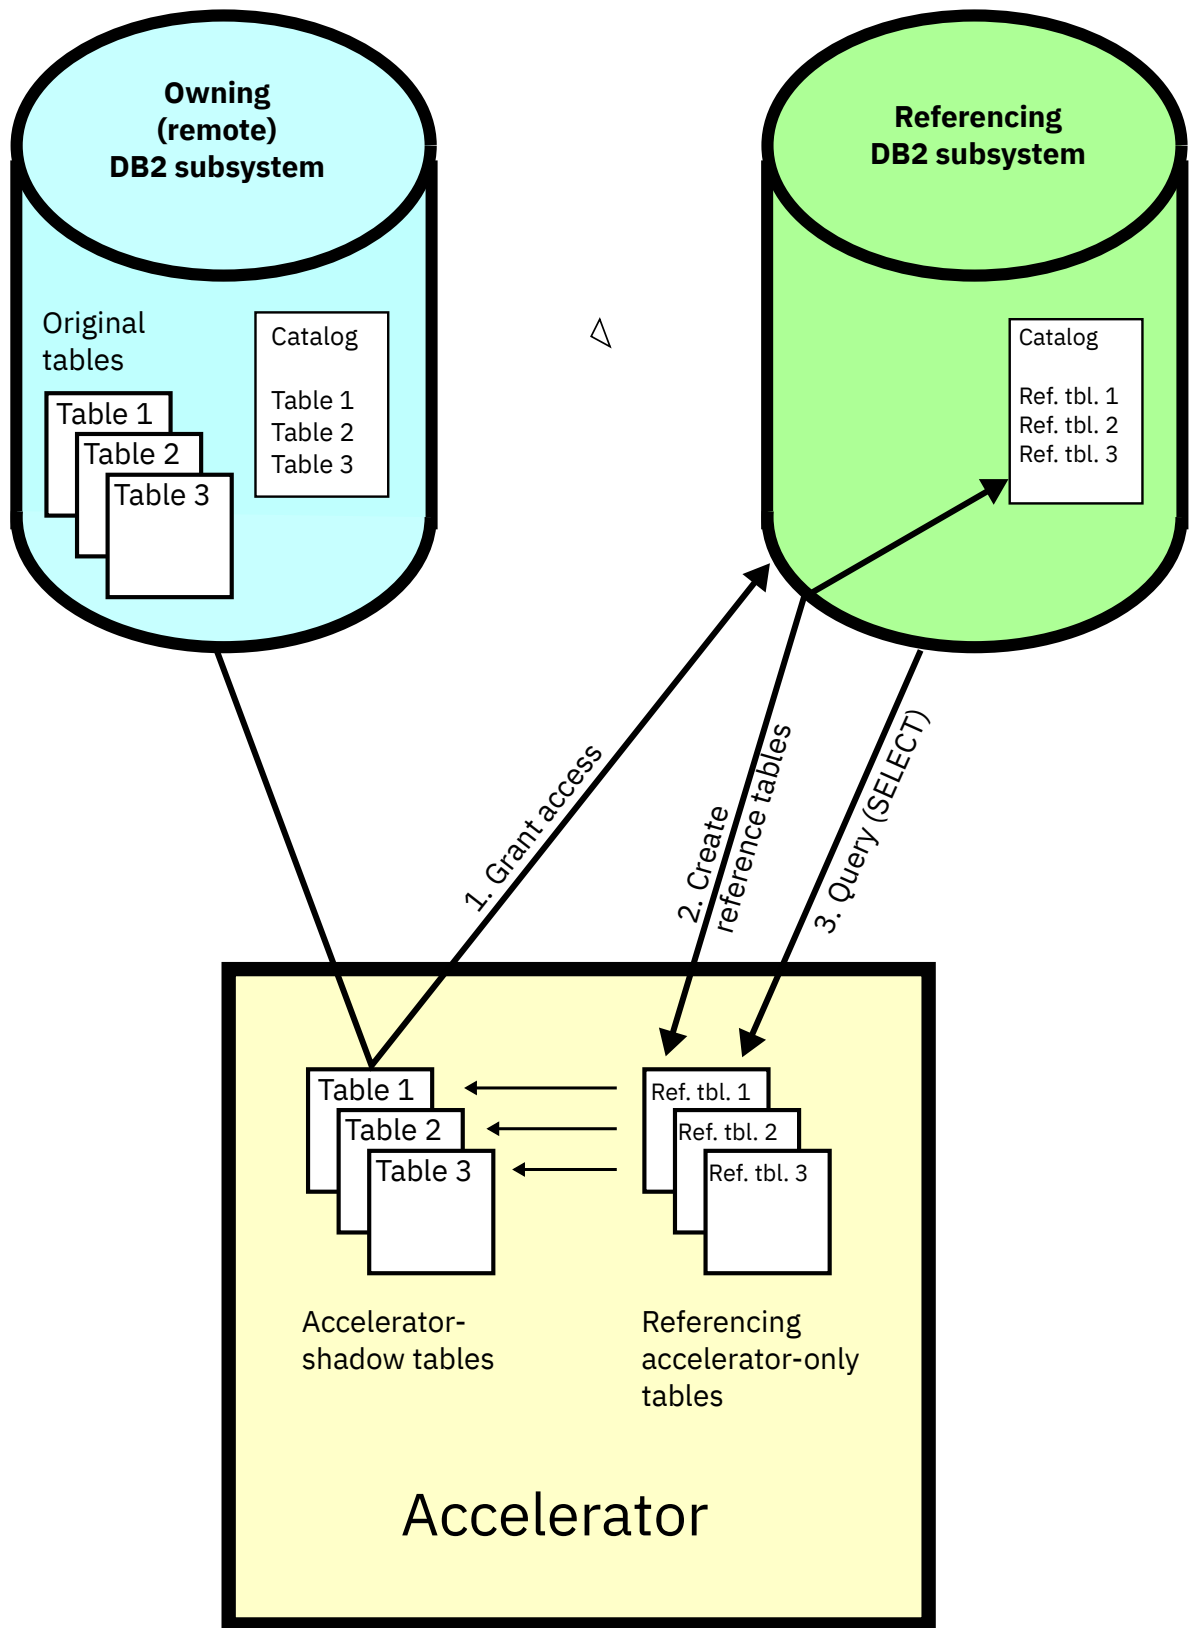 Owning
(remote)
DB2 subsystem
Referencing
DB2 subsystem
Original
tables
Table 1
Table 2
Table 3
Catalog
Table 1
Table 2
Table 3
Catalog
Ref. tbl. 1
Ref. tbl. 2
Ref. tbl. 3
1. Grant access
2. Create
reference tables
3. Query (SELECT)
Table 1
Table 2
Table 3
Ref. tbl. 1
Ref. tbl. 2
Ref. tbl. 3
Accelerator-
shadow tables
Referencing
accelerator-only
tables
Accelerator